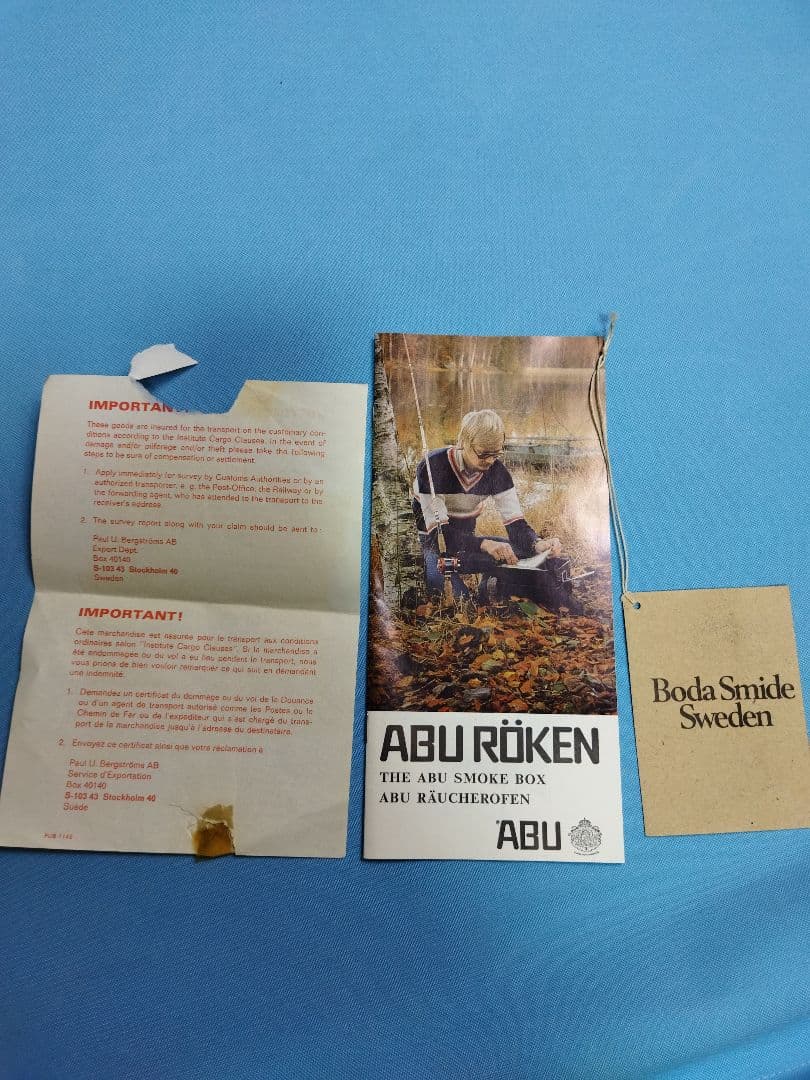 IMPORTANT!
These goods are insured for the transport on the customary con-
ditions according to the Institute Cargo Clauses. In the event of
damage and/or pilferage and/or theft please take the following
steps to be sure of compensation or settlement.
1. Apply immediately for survey by Customs Authorities or by an
authorized transporter, e. g. the Post-Office, the Railway or by
the forwarding agent, who has attended to the transport to the
receiver's address.
2. The survey report along with your claim should be sent to:
Paul U. Bergströms AB
Export Dept.
Box 40140
S-103 43 Stockholm 40
Sweden
IMPORTANT!
Cette marchandise est assurée pour le transport aux conditions
ordinaires selon "Institute Cargo Clauses". Si la marchandise a
été endommagée ou du vol a eu lieu pendant le transport, nous
vous prions de bien vouloir remarquer ce qui suit en demandant
une indemnité.
1. Demandez un certificat du dommage ou du vol de la Douane
ou d'un agent de transport autorisé comme les Postes ou le
Chemin de Fer ou de l'expéditeur qui s'est chargé du trans-
port de la marchandise jusqu'à l'adresse du destinataire.
2. Envoyez ce certificat ainsi que votre réclamation à
Paul U. Bergströms AB
Service d'Exportation
Box 40140
S-103 43 Stockholm 40
Suède
PUB 1145
ABU RÖKEN
THE ABU SMOKE BOX
ABU RÄUCHEROFEN
ABU
Boda Smide
Sweden